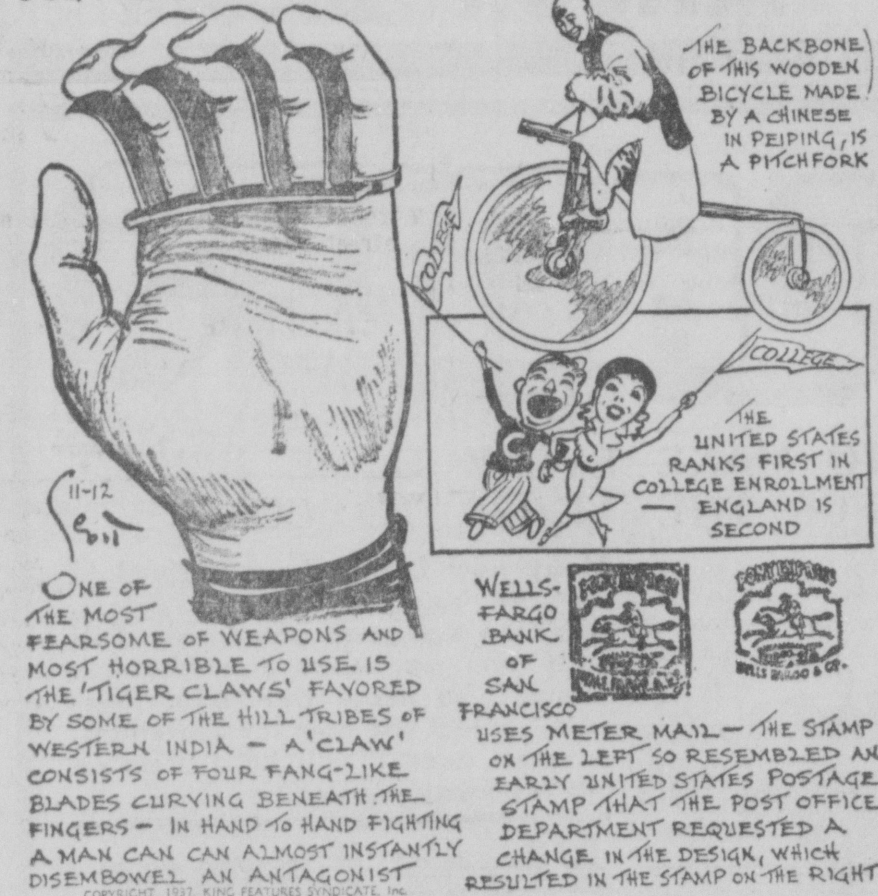 THE BACKBONE
OF THIS WOODEN
BICYCLE MADE
BY A CHINESE
IN PEIPING, IS
A PITCHFORK
COLLEGE
COLLEGE
C
THE
UNITED STATES
RANKS FIRST IN
COLLEGE ENROLLMENT
— ENGLAND IS
SECOND
11-12
ONE OF
THE MOST
FEARSOME OF WEAPONS AND
MOST HORRIBLE TO USE IS
THE 'TIGER CLAWS' FAVORED
BY SOME OF THE HILL TRIBES OF
WESTERN INDIA – A 'CLAW'
CONSISTS OF FOUR FANG-LIKE
BLADES CURVING BENEATH THE
FINGERS – IN HAND TO HAND FIGHTING
A MAN CAN CAN ALMOST INSTANTLY
DISEMBOWEL AN ANTAGONIST
COPYRIGHT, 1937, KING FEATURES SYNDICATE, Inc.
WELLS-
FARGO
BANK
OF
SAN
FRANCISCO
PONY EXPRESS
PONY EXPRESS
WELLS FARGO & CO.
USES METER MAIL – THE STAMP
ON THE LEFT SO RESEMBLED AN
EARLY UNITED STATES POSTAGE
STAMP THAT THE POST OFFICE
DEPARTMENT REQUESTED A
CHANGE IN THE DESIGN, WHICH
RESULTED IN THE STAMP ON THE RIGHT